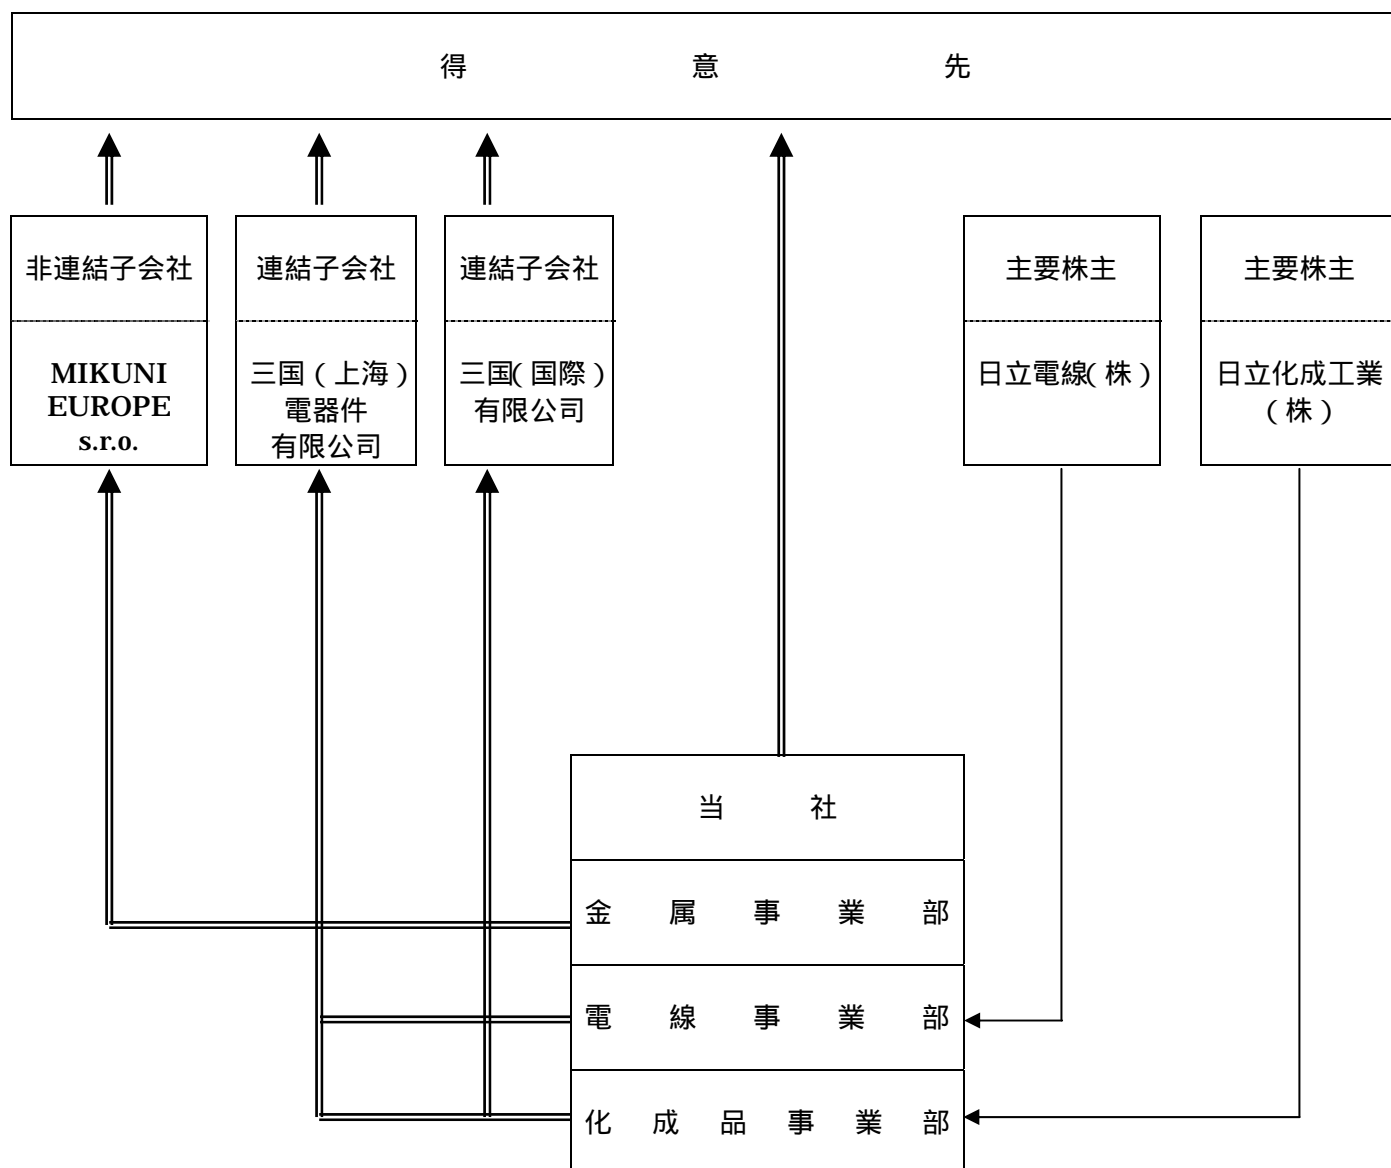 得意先
非連結子会社
MIKUNI
EUROPE
s.r.o.
連結子会社
三国（上海）
電器件
有限公司
連結子会社
三国（国際）
有限公司
主要株主
日立電線（株）
主要株主
日立化成工業
（株）
当社
金属事業部
電線事業部
化成品事業部